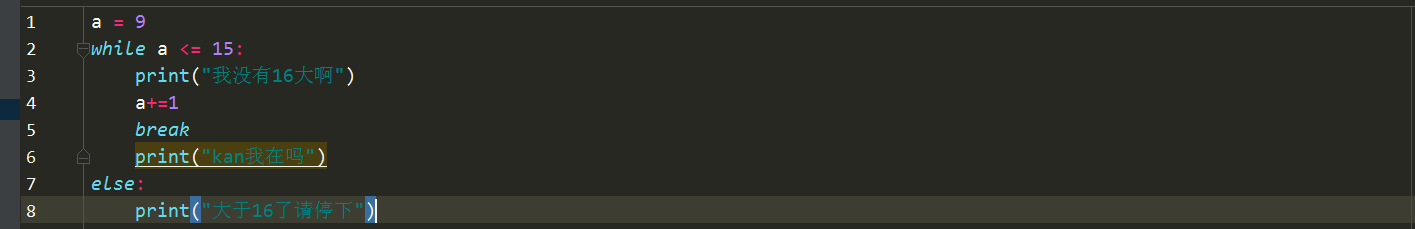 1 a = 9
2 while a <= 15:
3 print("我没有16大啊")
4 a+=1
5 break
6 print("kan我在吗")
7 else:
8 print("大于16了请停下")